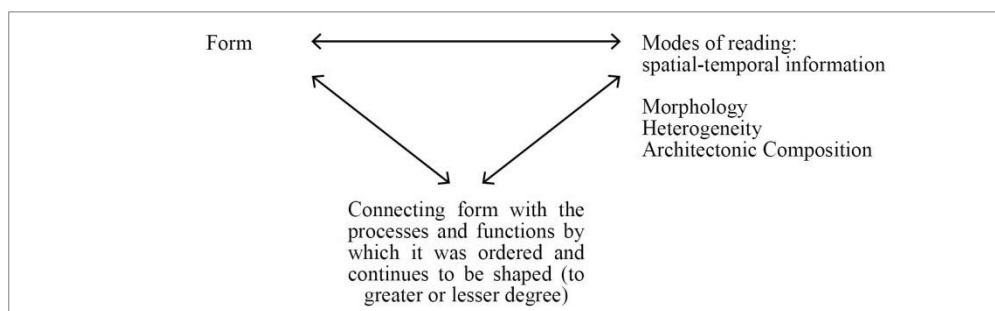 Form
Modes of reading:
spatial-temporal information
Morphology
Heterogeneity
Architectonic Composition
Connecting form with the
processes and functions by
which it was ordered and
continues to be shaped (to
greater or lesser degree)